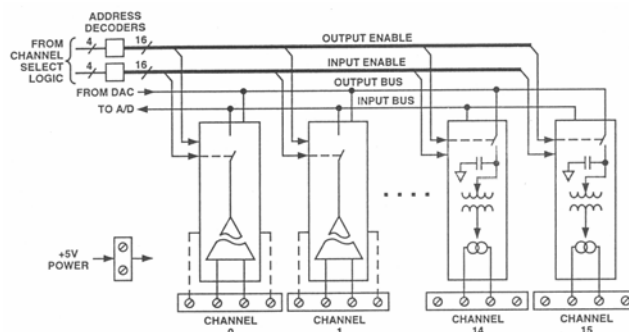 ADDRESS
DECODERS
FROM
CHANNEL
SELECT
LOGIC
4
16
OUTPUT ENABLE
4
16
INPUT ENABLE
OUTPUT BUS
FROM DAC
INPUT BUS
TO A/D
+5V
POWER
CHANNEL
0
CHANNEL
1
CHANNEL
14
CHANNEL
15